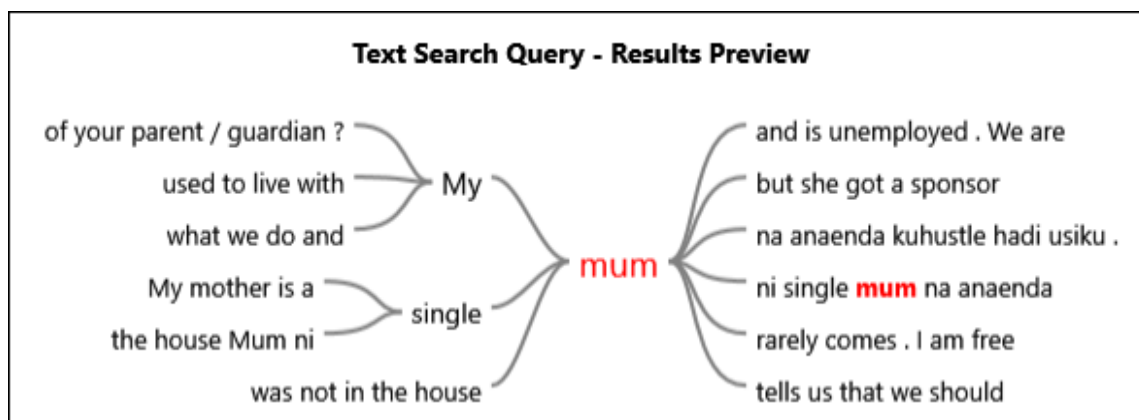 Text Search Query - Results Preview
of your parent / guardian ?
used to live with
what we do and
My
My mother is a
the house Mum ni
single
was not in the house
mum
and is unemployed . We are
but she got a sponsor
na anaenda kuhustle hadi usiku .
ni single mum na anaenda
rarely comes . I am free
tells us that we should